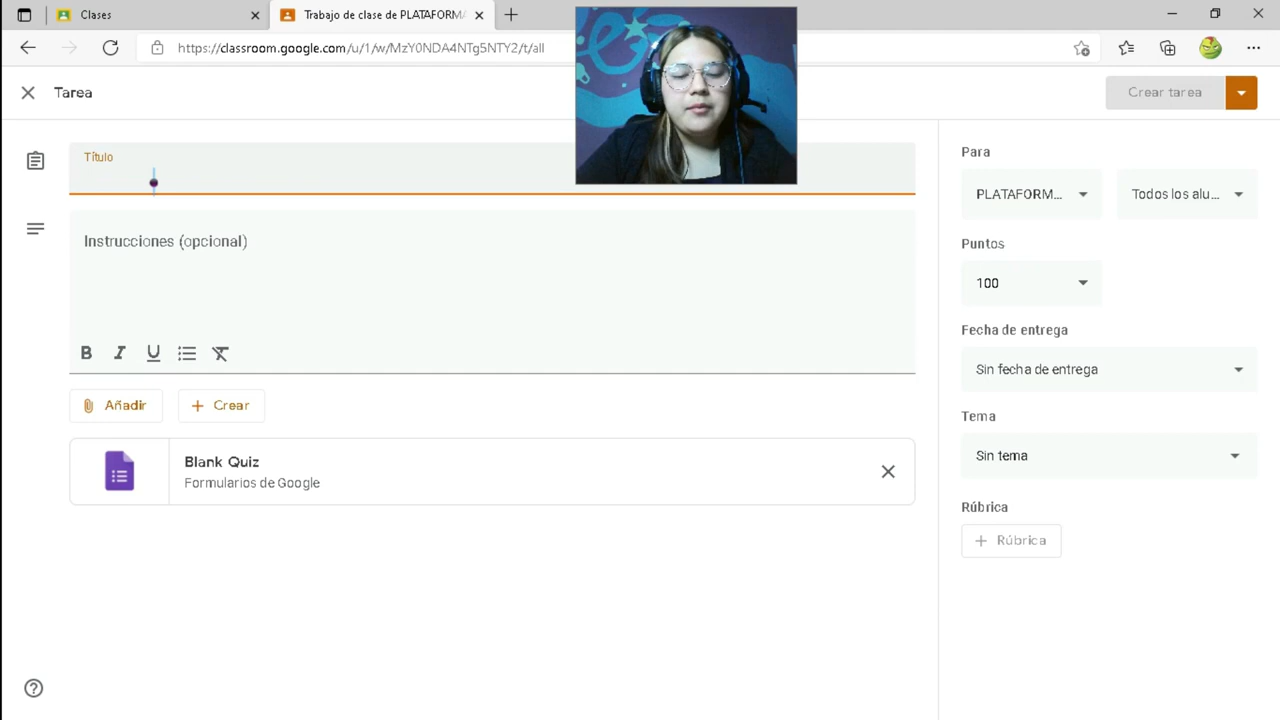 Clases
Trabajo de clase de PLATAFORMA
https://classroom.google.com/u/1/w/MzY0NDA4NTg5NTY2/t/all
Tarea
Crear tarea
Título
Instrucciones (opcional)
B I U
Añadir
Crear
Blank Quiz
Formularios de Google
Para
PLATAFORM...
Todos los alu...
Puntos
100
Fecha de entrega
Sin fecha de entrega
Tema
Sin tema
Rúbrica
Rúbrica